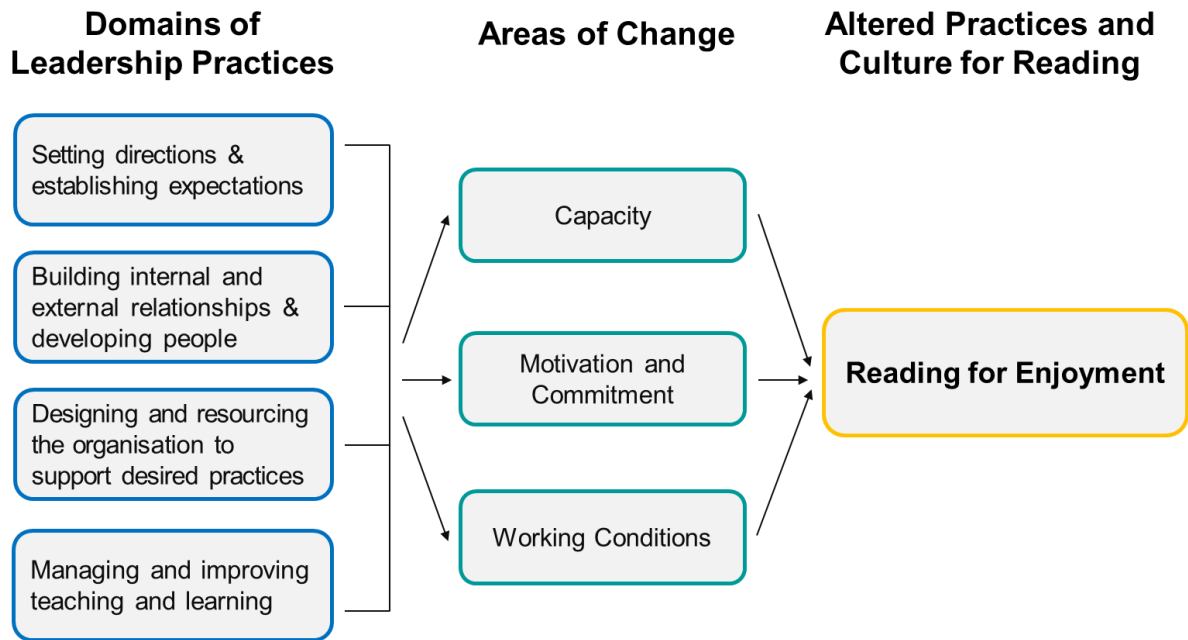 Domains of
Leadership Practices
Areas of Change
Altered Practices and
Culture for Reading
Setting directions &
establishing expectations
Building internal and
external relationships &
developing people
Designing and resourcing
the organisation to
support desired practices
Managing and improving
teaching and learning
Capacity
Motivation and
Commitment
Working Conditions
Reading for Enjoyment